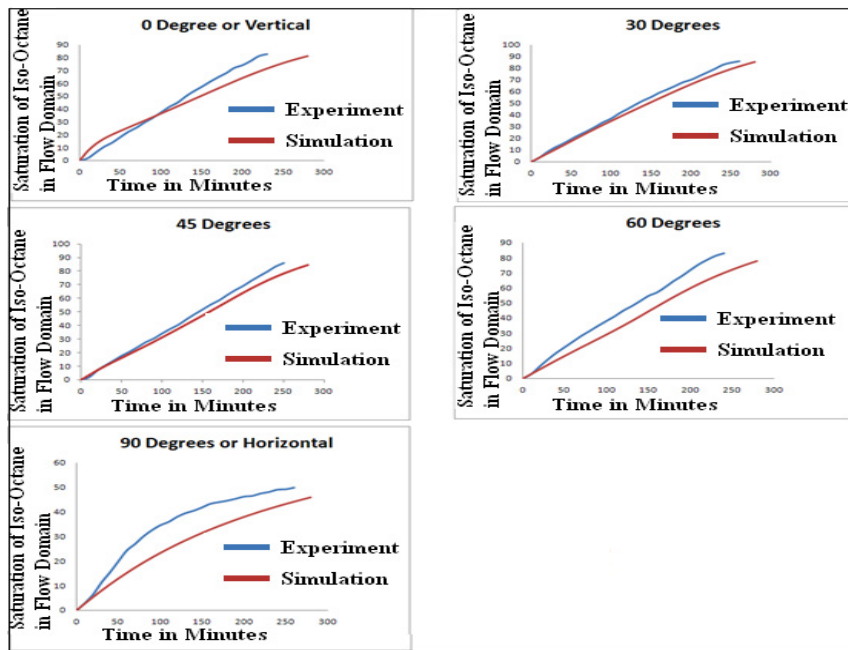 0 Degree or Vertical
Saturation of Iso-Octane
in Flow Domain
90
80
70
60
50
40
30
20
10
0
Experiment
Simulation
0
50
100
150
200
250
300
Time in Minutes
30 Degrees
Saturation of Iso-Octane
in Flow Domain
100
90
80
70
60
50
40
30
20
10
0
Experiment
Simulation
0
50
100
150
200
250
300
Time in Minutes
45 Degrees
Saturation of Iso-Octane
in Flow Domain
100
90
80
70
60
50
40
30
20
10
0
Experiment
Simulation
0
50
100
150
200
250
300
Time in Minutes
60 Degrees
Saturation of Iso-Octane
in Flow Domain
90
80
70
60
50
40
30
20
10
0
Experiment
Simulation
0
50
100
150
200
250
300
Time in Minutes
90 Degrees or Horizontal
Saturation of Iso-Octane
in Flow Domain
60
50
40
30
20
10
0
Experiment
Simulation
0
50
100
150
200
250
300
Time in Minutes